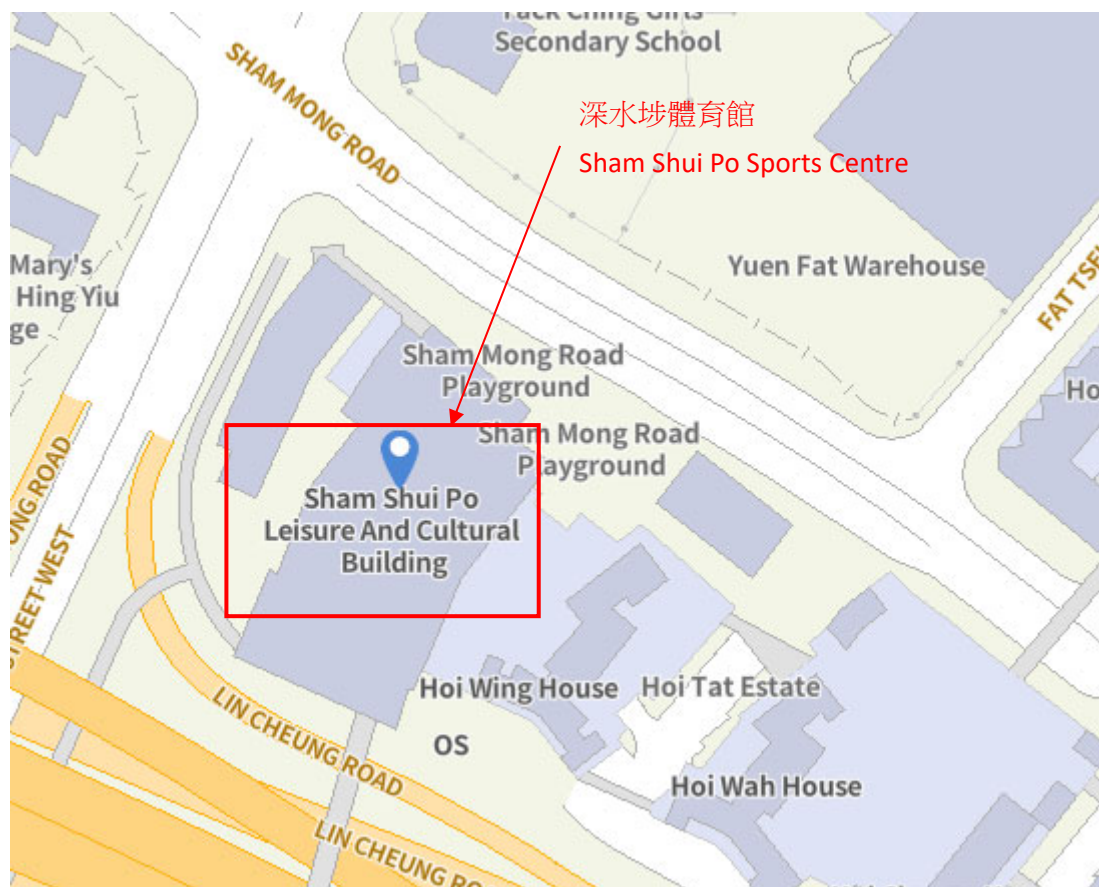 Secondary School
SHAM MONG ROAD
深水埗體育館
Sham Shui Po Sports Centre
Mary's
Hing Yiu
ge
Yuen Fat Warehouse
FAT TSE
Sham Mong Road
Playground
Ho
Sham Mong Road
Playground
Sham Shui Po
Leisure And Cultural
Building
UNG ROAD
STREET WEST
Hoi Wing House
Hoi Tat Estate
LIN CHEUNG ROAD
OS
Hoi Wah House
LIN CHEUNG RO